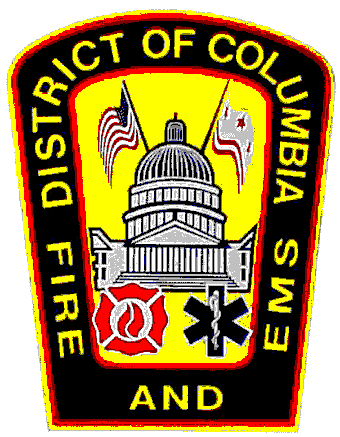 DISTRICT OF COLUMBIA
FIRE
AND
EMS